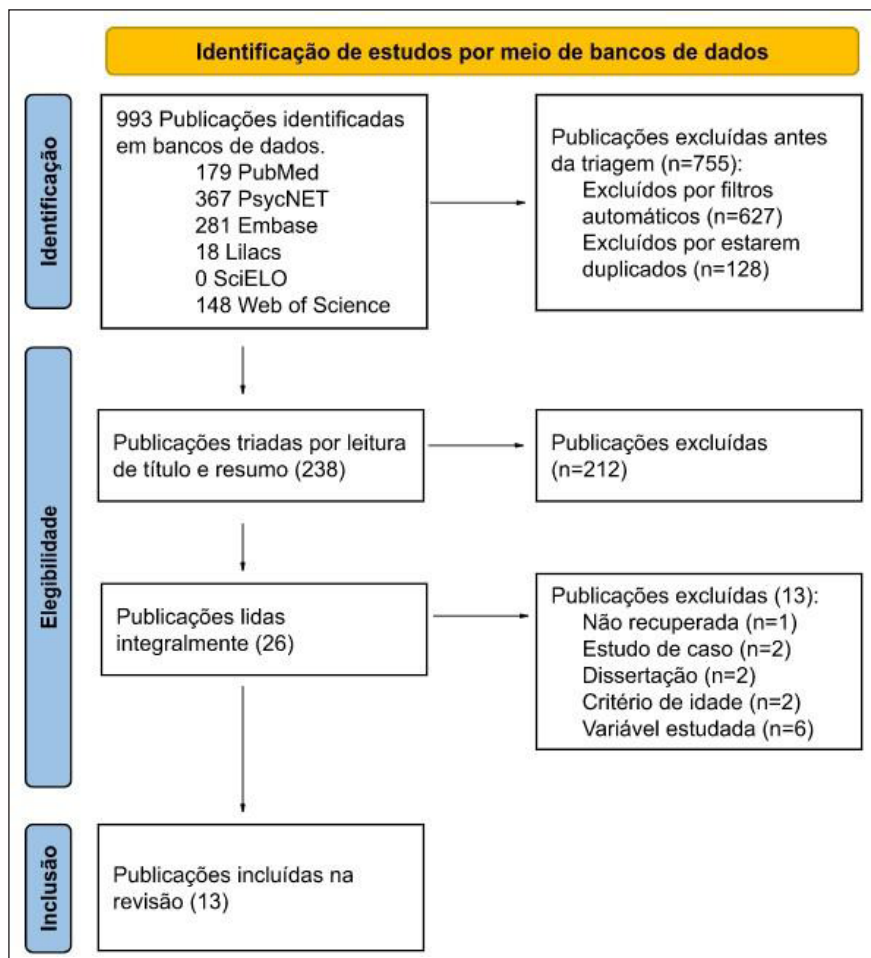 Identificação de estudos por meio de bancos de dados
Identificação
993 Publicações identificadas
em bancos de dados.
179 PubMed
367 PsycNET
281 Embase
18 Lilacs
0 SciELO
148 Web of Science
Publicações excluídas antes
da triagem (n=755):
Excluídos por filtros
automáticos (n=627)
Excluídos por estarem
duplicados (n=128)
Elegibilidade
Publicações triadas por leitura
de título e resumo (238)
Publicações excluídas
(n=212)
Publicações lidas
integralmente (26)
Publicações excluídas (13):
Não recuperada (n=1)
Estudo de caso (n=2)
Dissertação (n=2)
Critério de idade (n=2)
Variável estudada (n=6)
Inclusão
Publicações incluídas na
revisão (13)